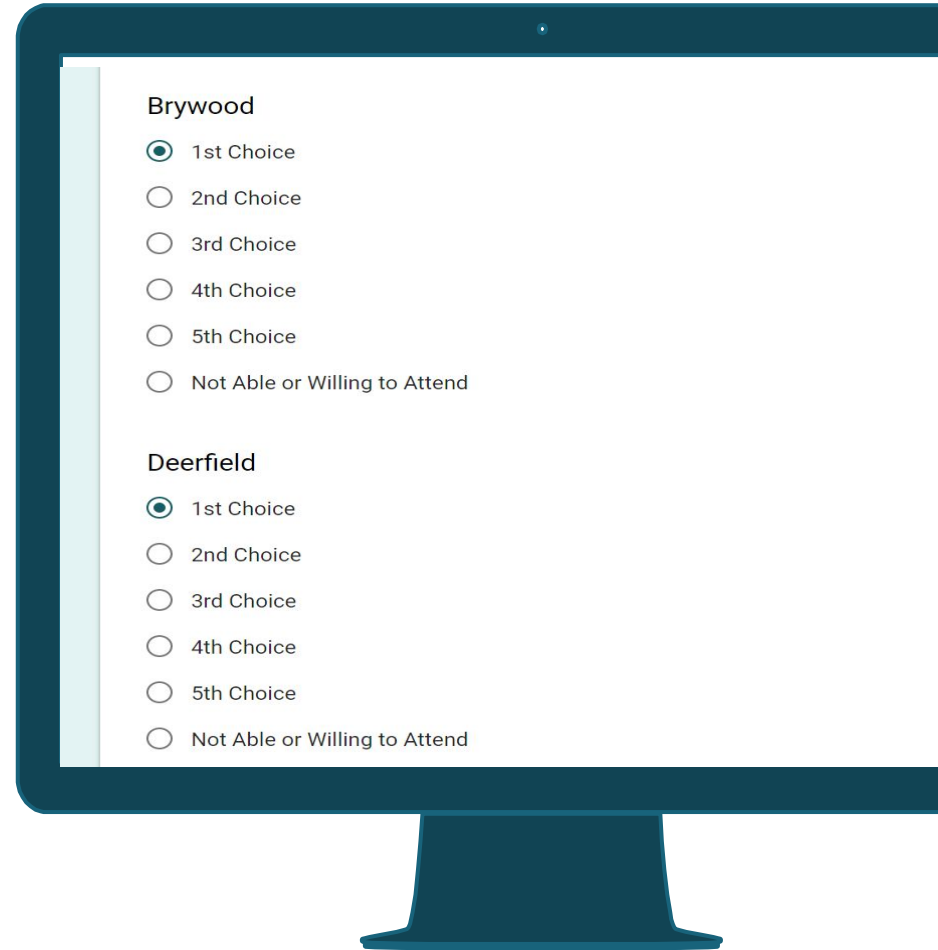 Brywood
1st Choice
2nd Choice
3rd Choice
4th Choice
5th Choice
Not Able or Willing to Attend
Deerfield
1st Choice
2nd Choice
3rd Choice
4th Choice
5th Choice
Not Able or Willing to Attend